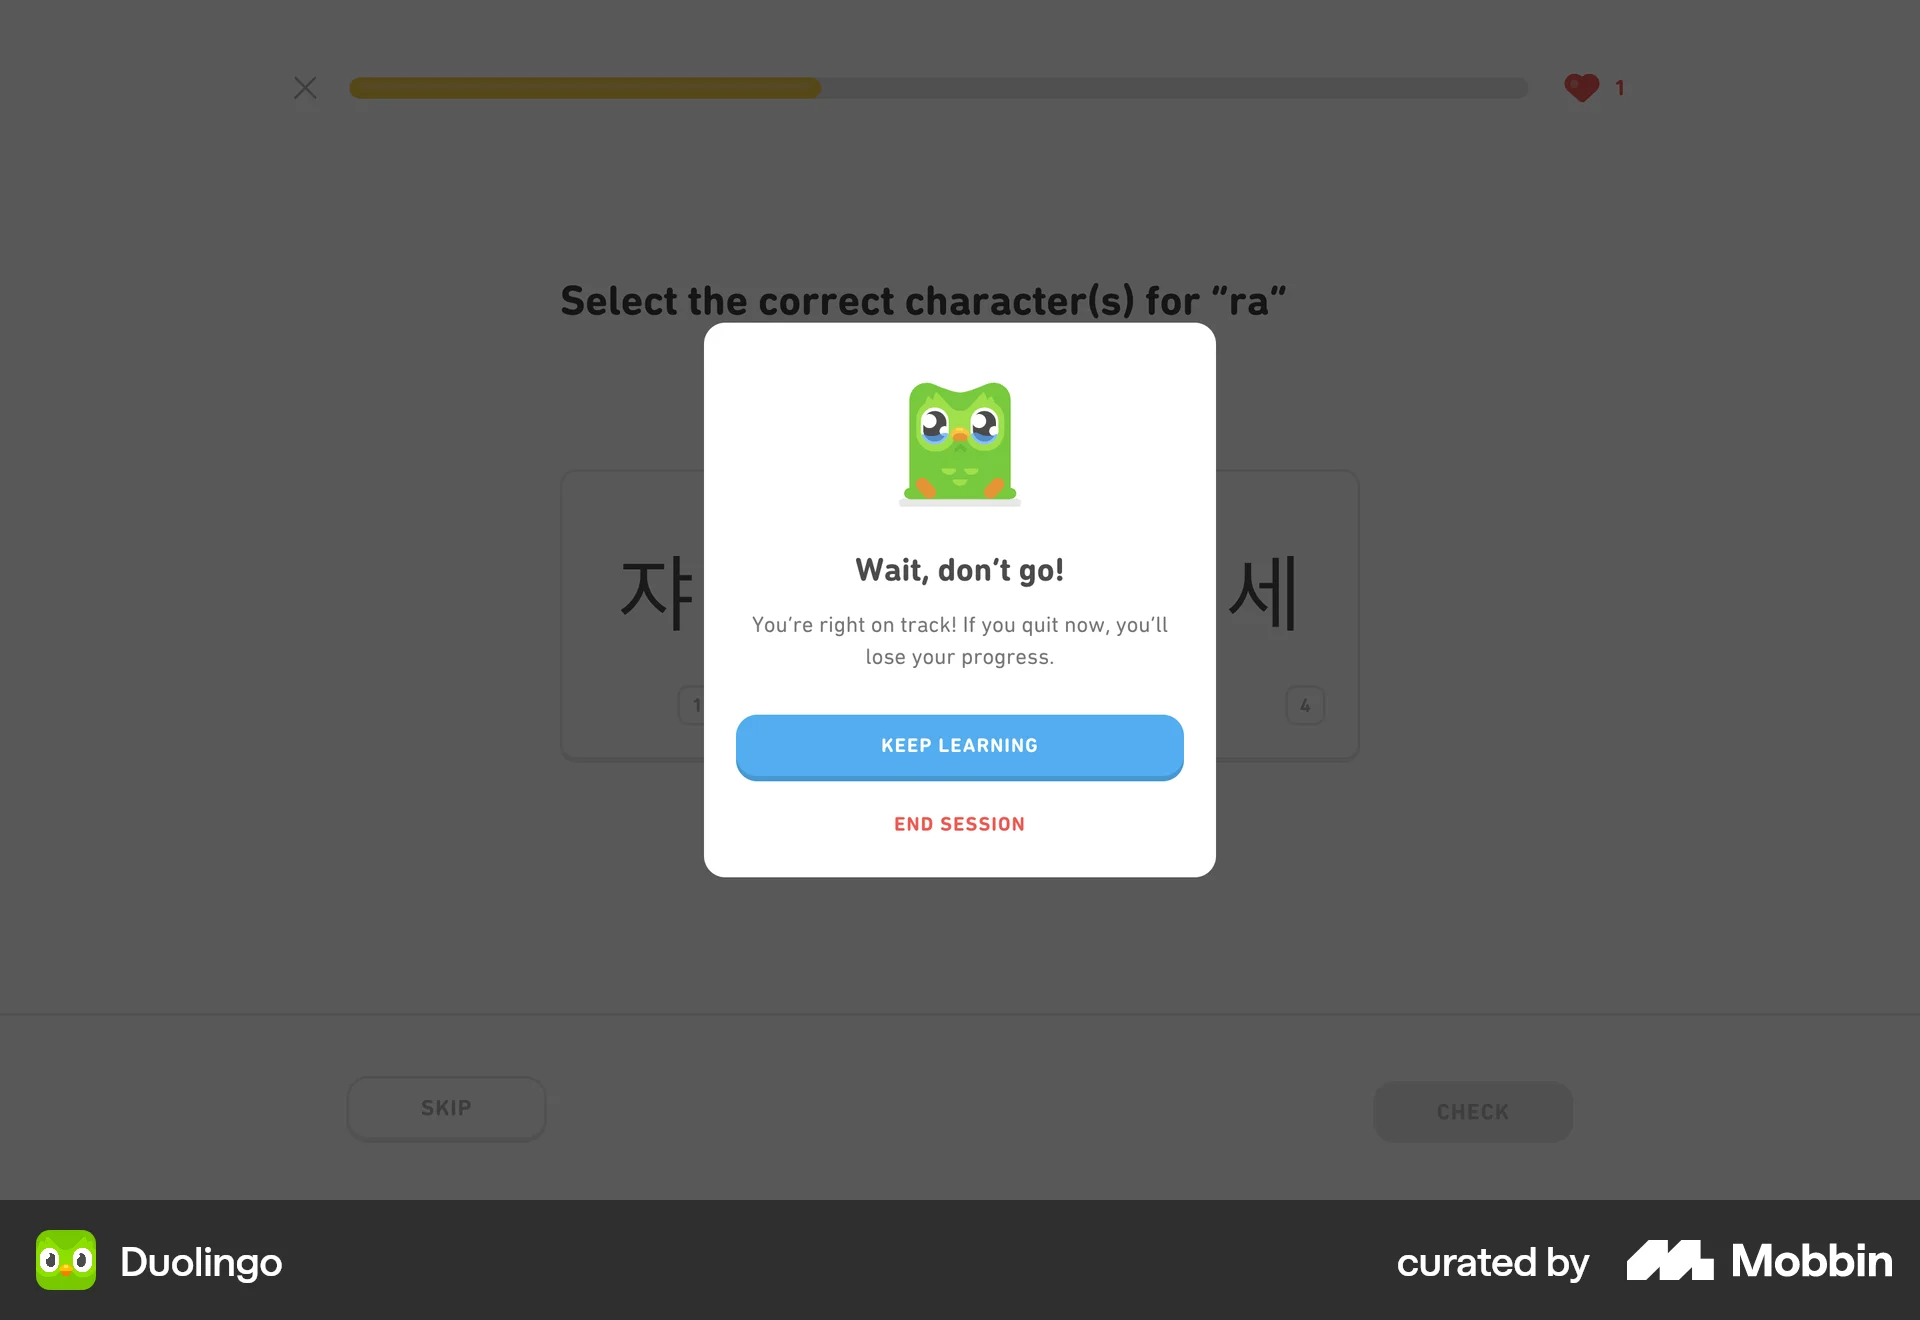 1
Select the correct character(s) for “ra”
쟈
세
1
4
Wait, don’t go!
You’re right on track! If you quit now, you’ll
lose your progress.
KEEP LEARNING
END SESSION
SKIP
CHECK
Duolingo
curated by Mobbin